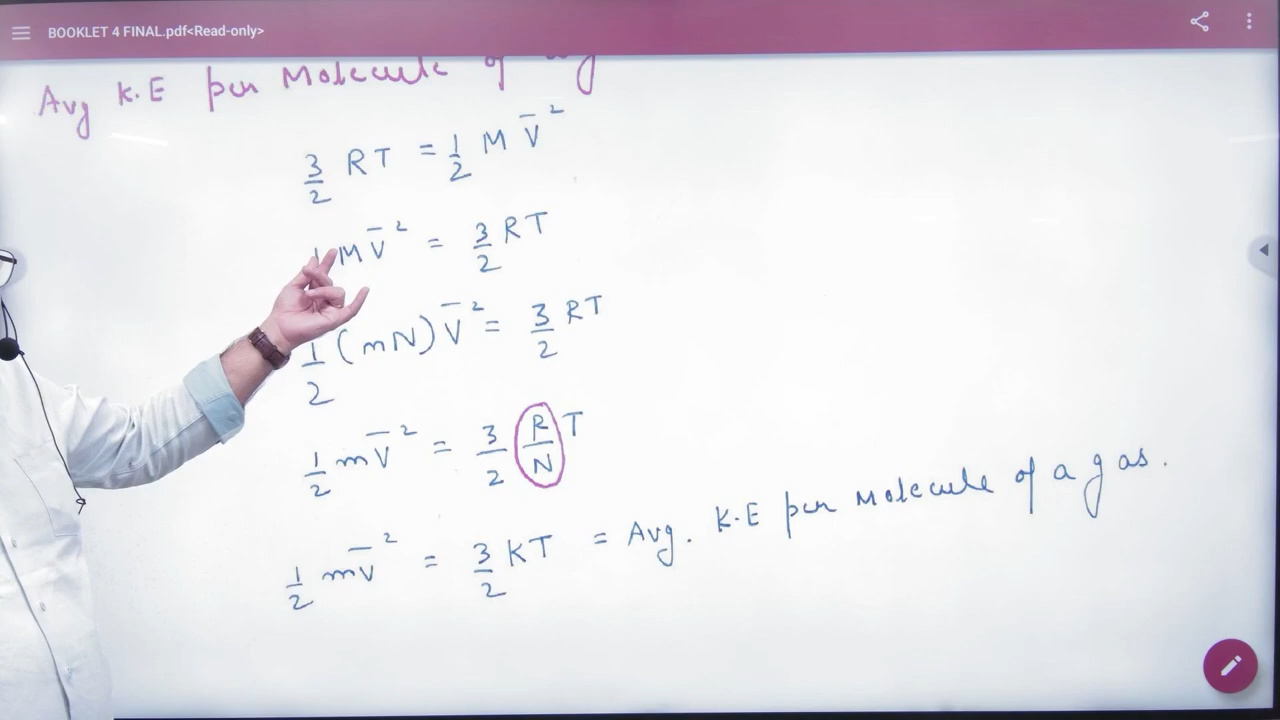 BOOKLET 4 FINAL.pdf<Read-only>
Avg K.E per Molecule of
3/2 RT = 1/2 M V̄²
M V̄² = 3/2 RT
1/2 (mN) V̄² = 3/2 RT
1/2 m V̄² = 3/2 R/N T
1/2 m V̄² = 3/2 KT = Avg. K.E per Molecule of a gas.